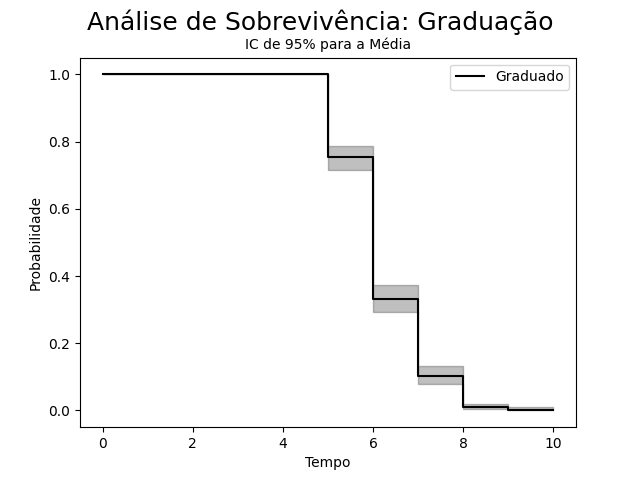 Análise de Sobrevivência: Graduação
IC de 95% para a Média
Graduado
1.0
0.8
0.6
0.4
0.2
0.0
Probabilidade
0 2 4 6 8 10
Tempo